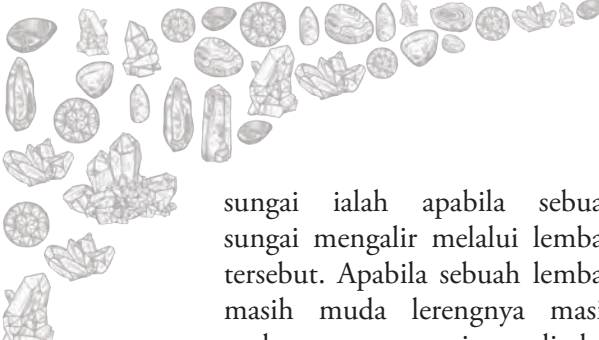 sungai ialah apabila sebua
sungai mengalir melalui lemba
tersebut. Apabila sebuah lemba
masih muda lerengnya masi